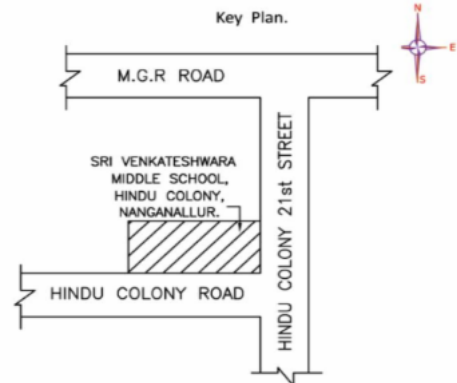 Key Plan.
N
E
S
M.G.R ROAD
SRI VENKATESHWARA
MIDDLE SCHOOL,
HINDU COLONY,
NANGANALLUR.
HINDU COLONY 21st STREET
HINDU COLONY ROAD